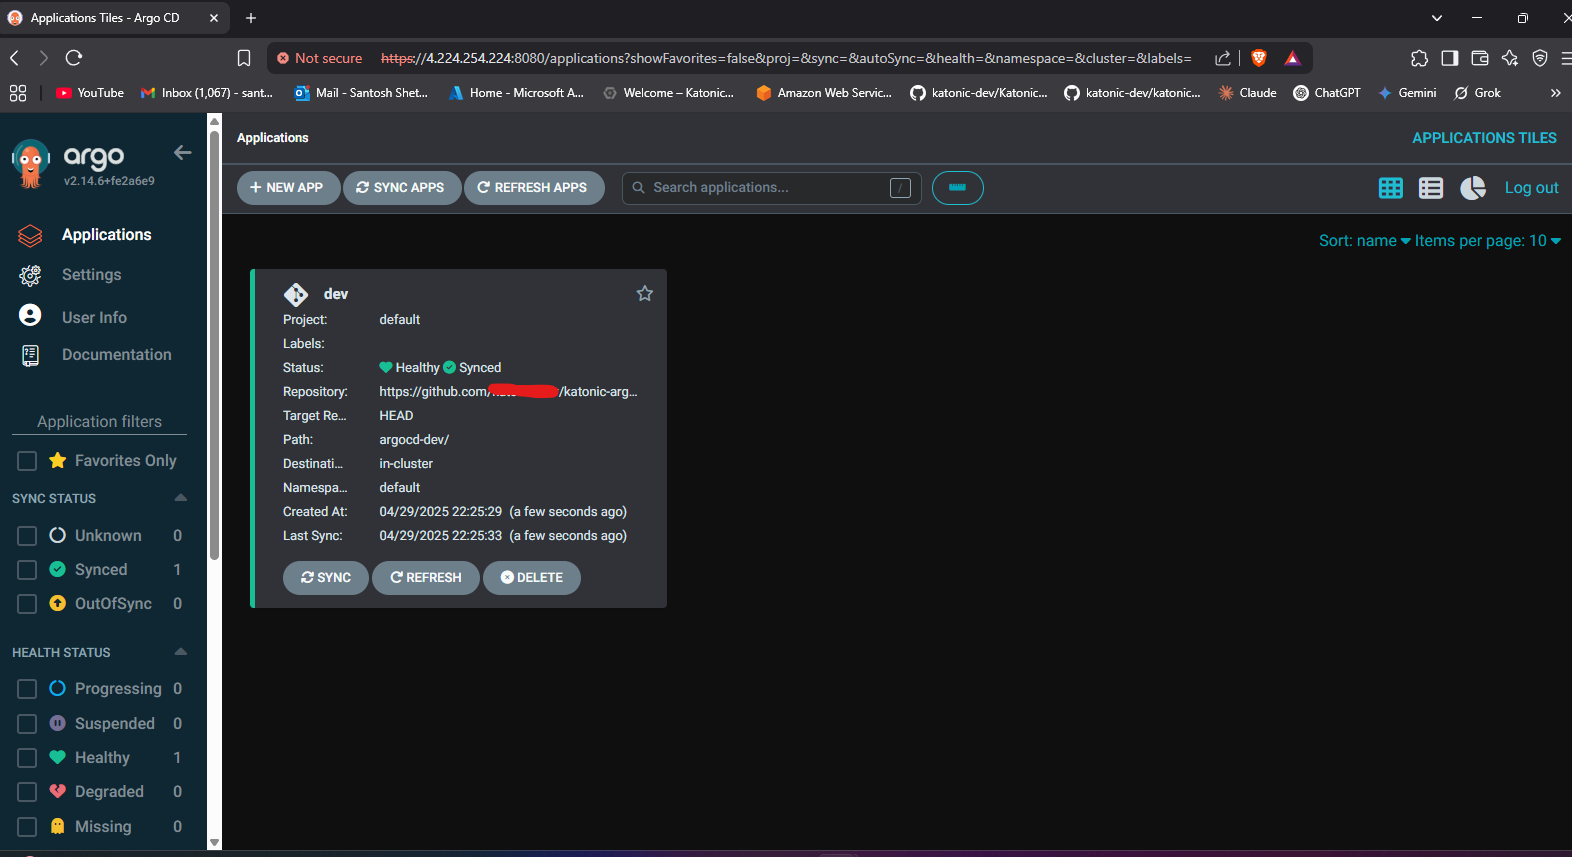 Applications Tiles - Argo CD
Not secure https://4.224.254.224:8080/applications?showFavorites=false&proj=&sync=&autoSync=&health=&namespace=&cluster=&labels=
YouTube
Inbox (1,067) - sant...
Mail - Santosh Shet...
Home - Microsoft A...
Welcome – Katonic...
Amazon Web Servic...
katonic-dev/Katonic...
katonic-dev/katonic...
Claude
ChatGPT
Gemini
Grok
»
argo
v2.14.6+fe2a6e9
Applications
Settings
User Info
Documentation
Application filters
Favorites Only
SYNC STATUS
Unknown 0
Synced 1
OutOfSync 0
HEALTH STATUS
Progressing 0
Suspended 0
Healthy 1
Degraded 0
Missing 0
Applications
APPLICATIONS TILES
+ NEW APP
SYNC APPS
REFRESH APPS
Search applications... /
Log out
Sort: name
Items per page: 10
dev
Project: default
Labels:
Status: Healthy Synced
Repository: https://github.com/ /katonic-arg...
Target Re... HEAD
Path: argocd-dev/
Destinati... in-cluster
Namespa... default
Created At: 04/29/2025 22:25:29 (a few seconds ago)
Last Sync: 04/29/2025 22:25:33 (a few seconds ago)
SYNC
REFRESH
DELETE